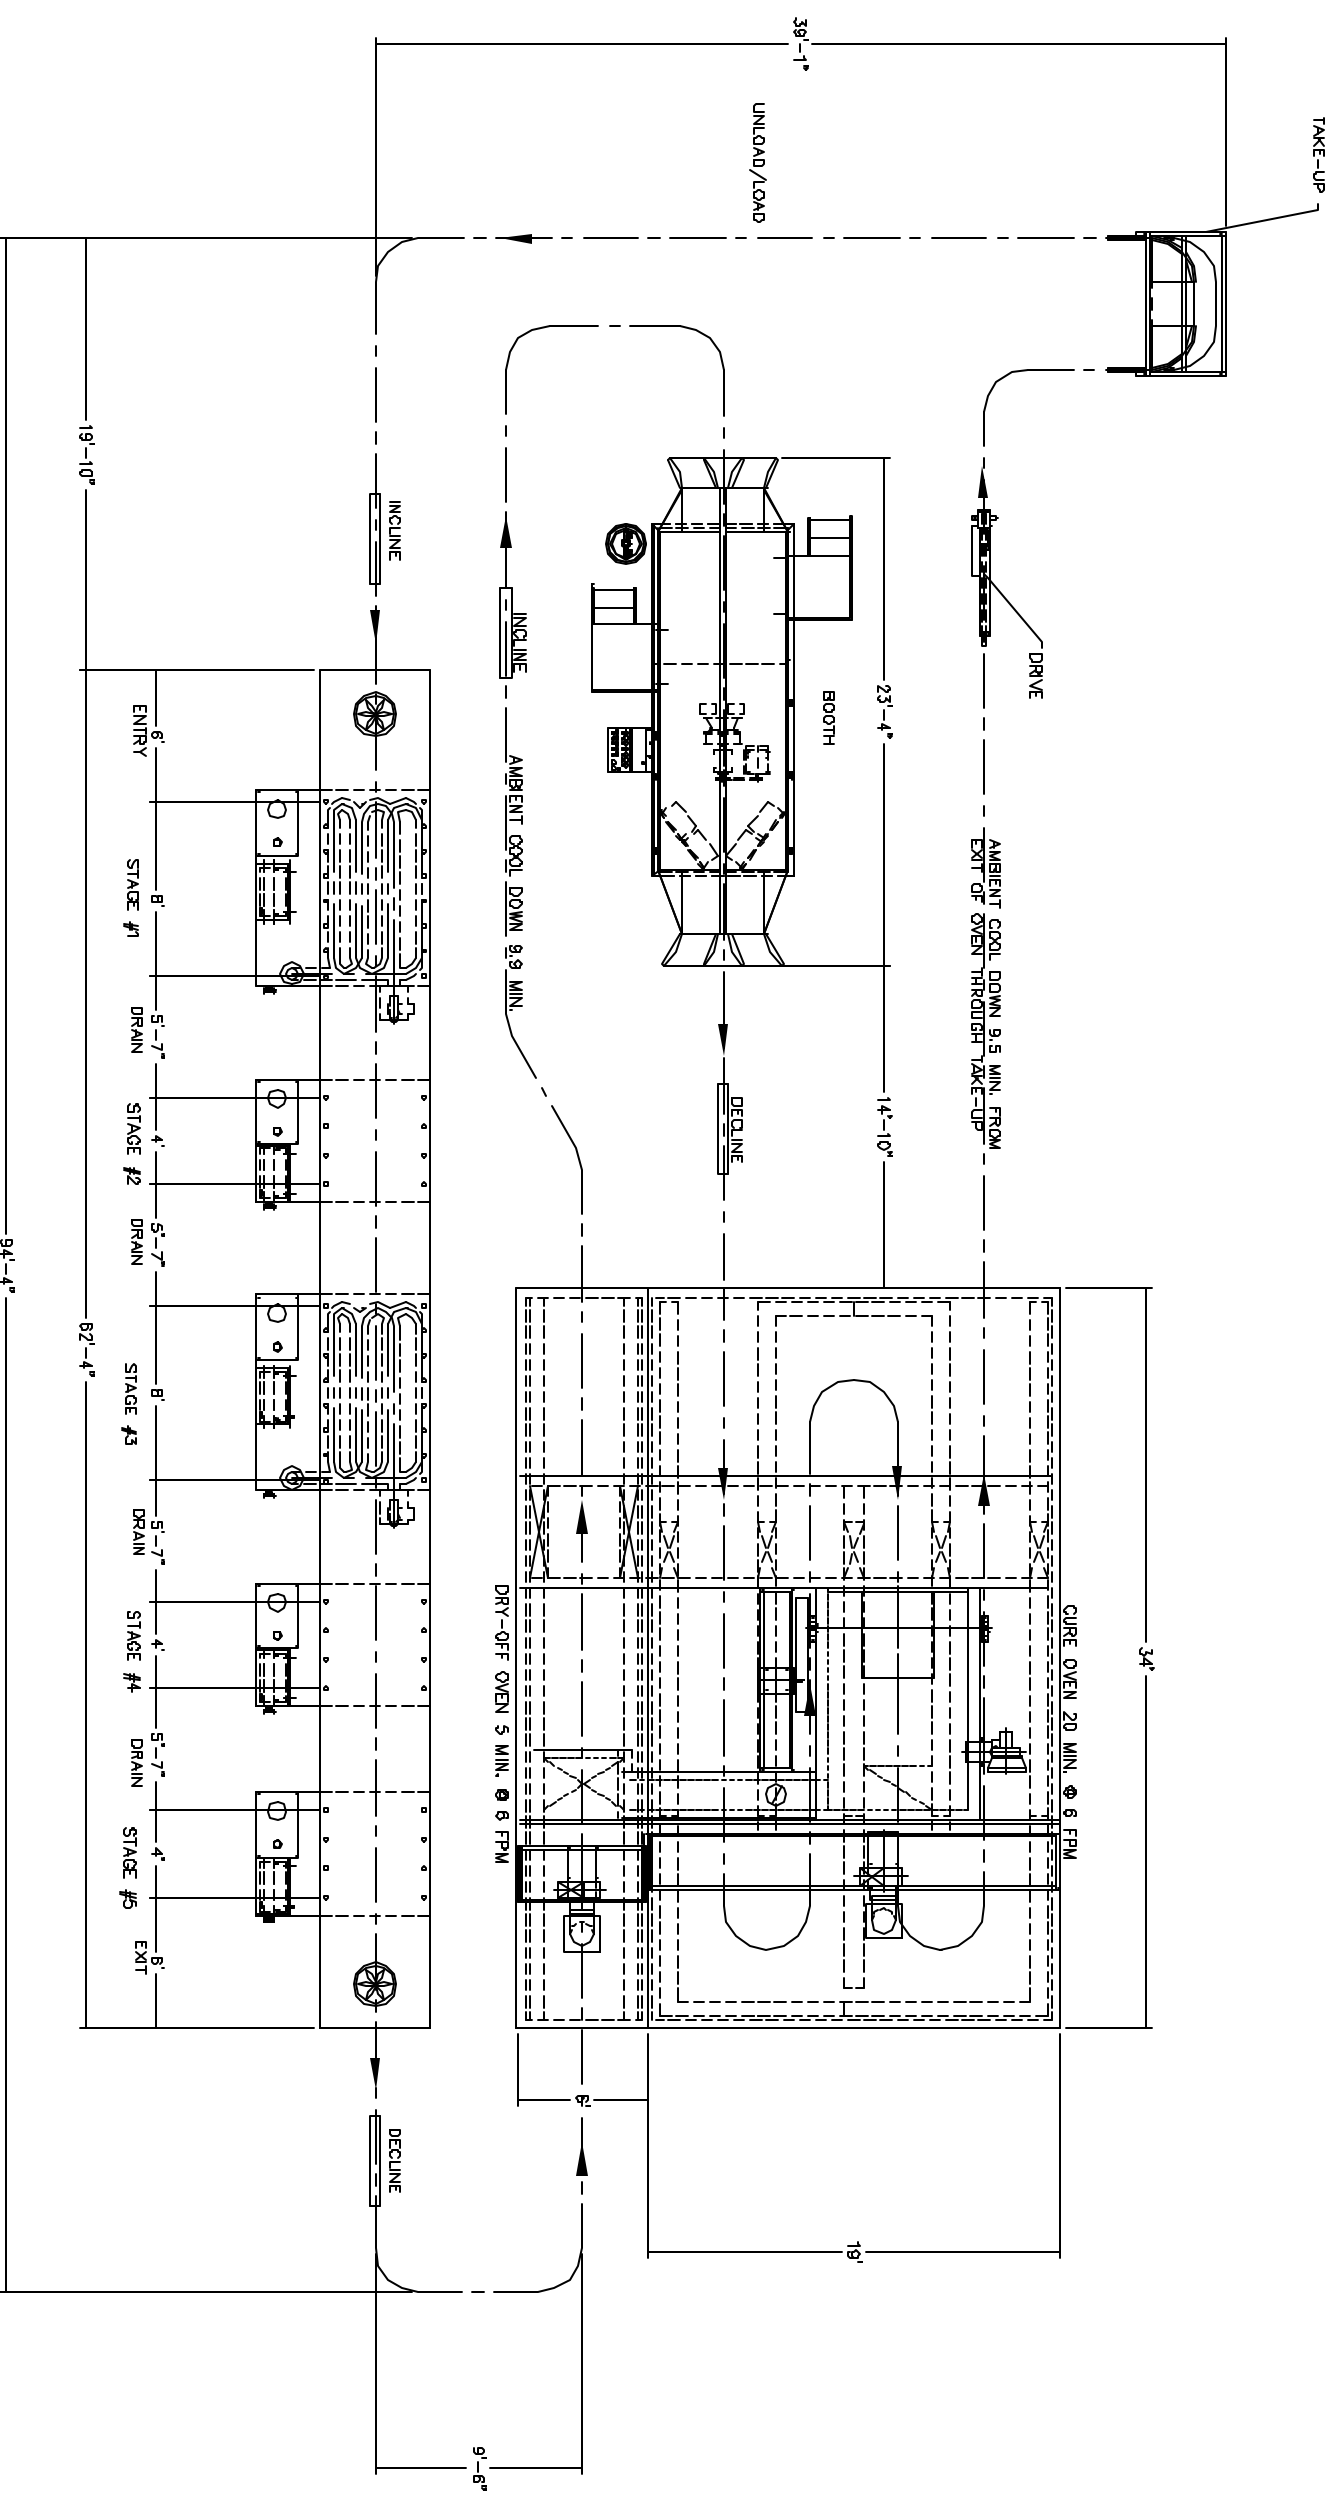 TAKE-UP
39'-1"
UNLOAD/LOAD
DRIVE
AMBIENT COOL DOWN 9.5 MIN. FROM
EXIT OF OVEN THROUGH TAKE-UP
34'
CURE OVEN 20 MIN. @ 6 FPM
23'-4"
14'-10"
BOOTH
DECLINE
19'
INCLINE
AMBIENT COOL DOWN 9.9 MIN.
DRY-OFF OVEN 5 MIN. @ 6 FPM
6'
9'-6"
INCLINE
DECLINE
6'
ENTRY
8'
STAGE #1
5'-7"
DRAIN
4'
STAGE #2
5'-7"
DRAIN
8'
STAGE #3
5'-7"
DRAIN
4'
STAGE #4
5'-7"
DRAIN
4'
STAGE #5
6'
EXIT
19'-10"
62'-4"
94'-4"